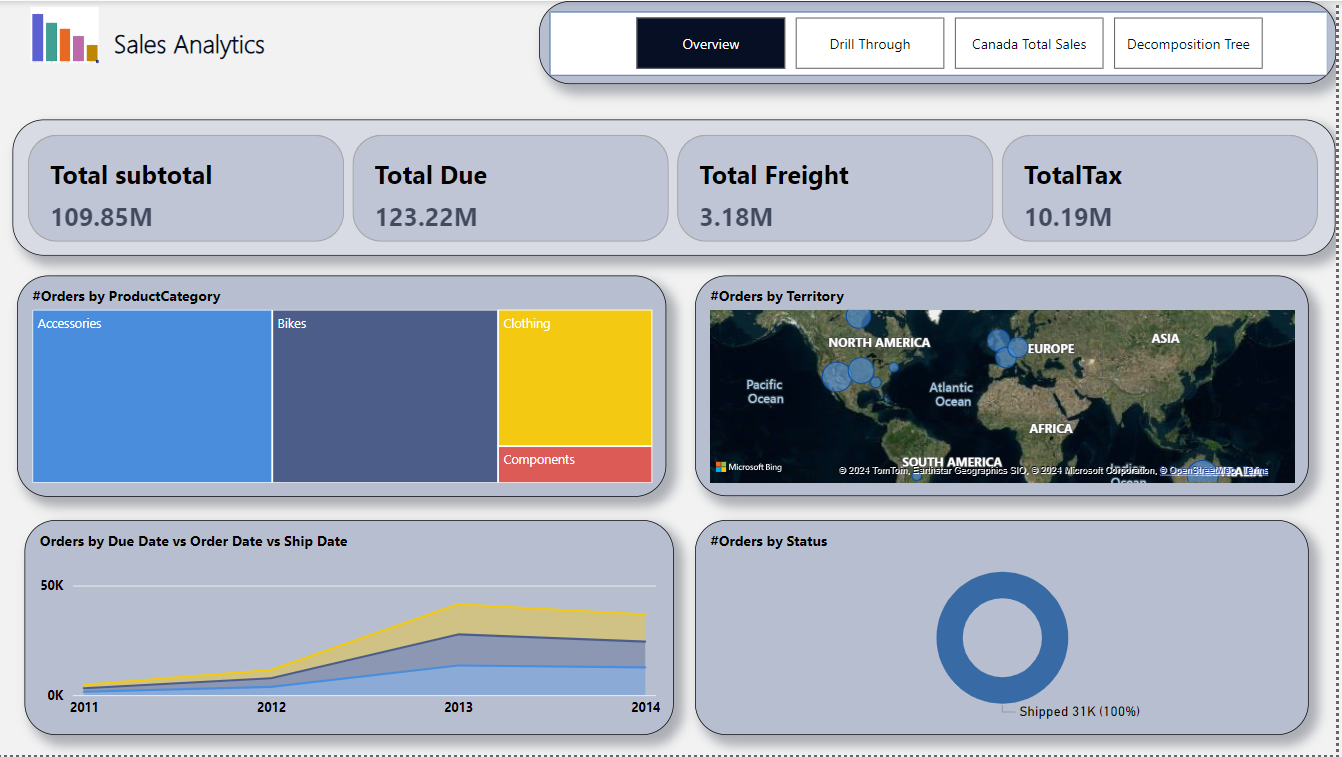 Sales Analytics
Overview
Drill Through
Canada Total Sales
Decomposition Tree
Total subtotal
109.85M
Total Due
123.22M
Total Freight
3.18M
TotalTax
10.19M
#Orders by ProductCategory
Accessories
Bikes
Clothing
Components
#Orders by Territory
NORTH AMERICA
EUROPE
ASIA
Pacific
Ocean
Atlantic
Ocean
AFRICA
SOUTH AMERICA
Microsoft Bing
© 2024 TomTom, Earthstar Geographics SIO, © 2024 Microsoft Corporation, © OpenStreetMap Terms
Ocean
Orders by Due Date vs Order Date vs Ship Date
50K
0K
2011
2012
2013
2014
#Orders by Status
Shipped 31K (100%)